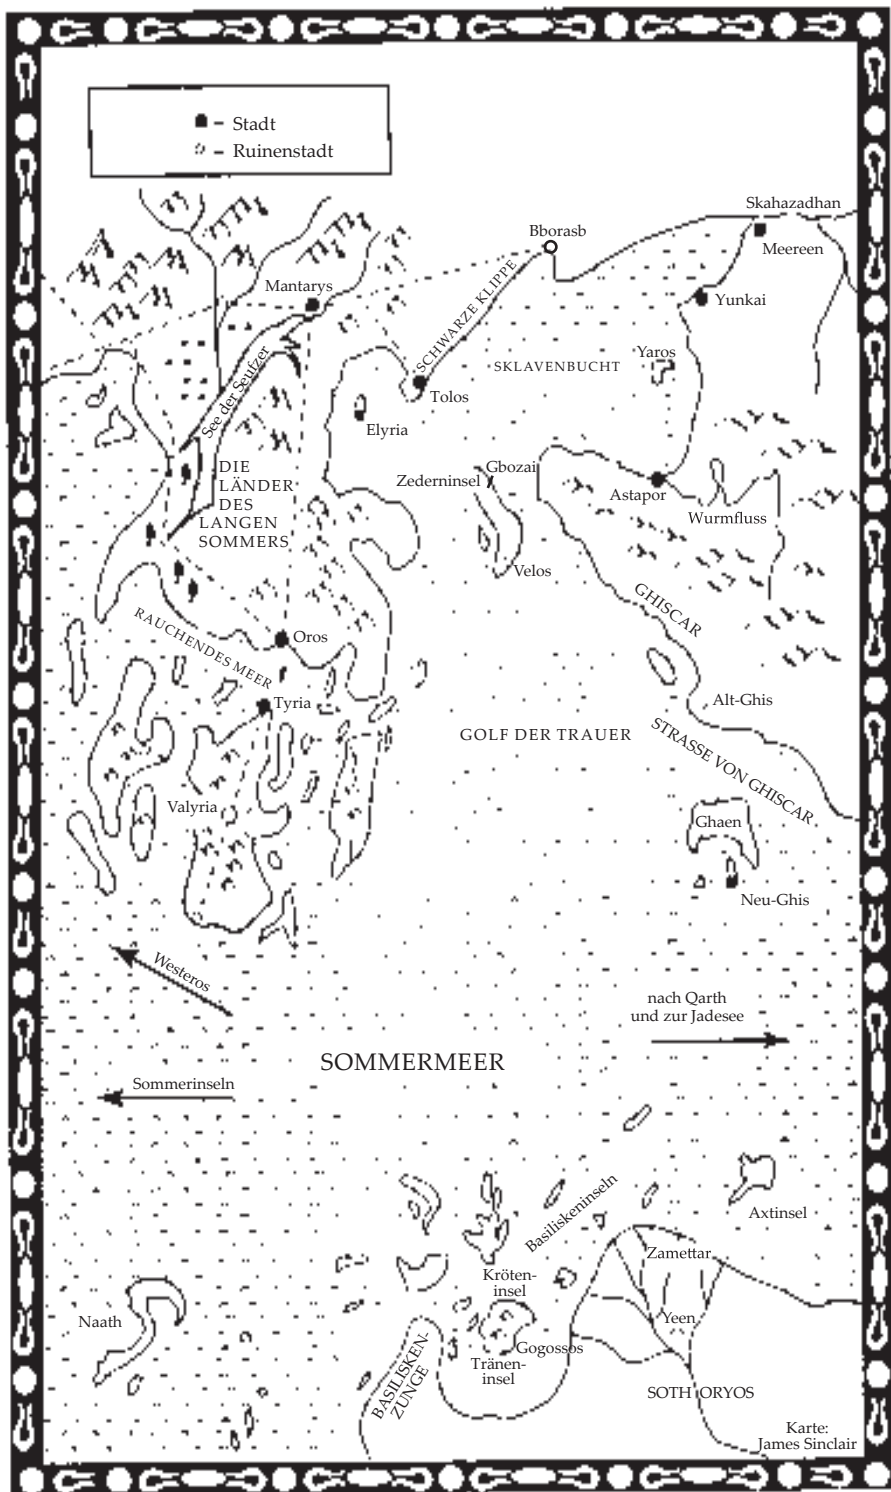 – Stadt
– Ruinenstadt
Skahazadhan
Bborasb
Meereen
Mantarys
Yunkai
SCHWARZE KLIPPE
See der Seufzer
SKLAVENBUCHT
Yaros
Tolos
Elyria
Gbozai
Zederninsel
DIE
LÄNDER
DES
LANGEN
SOMMERS
Astapor
Wurmfluss
Velos
GHISCAR
RAUCHENDES MEER
Oros
Tyria
Alt-Ghis
GOLF DER TRAUER
STRASSE VON GHISCAR
Valyria
Ghaen
Neu-Ghis
Westeros
nach Qarth
und zur Jadesee
SOMMERMEER
Sommerinseln
Basiliskeninseln
Axtinsel
Zamettar
Kröten-
insel
Naath
Yeen
Gogossos
Tränen-
insel
BASILISKEN-
ZUNGE
SOTHORYOS
Karte:
James Sinclair